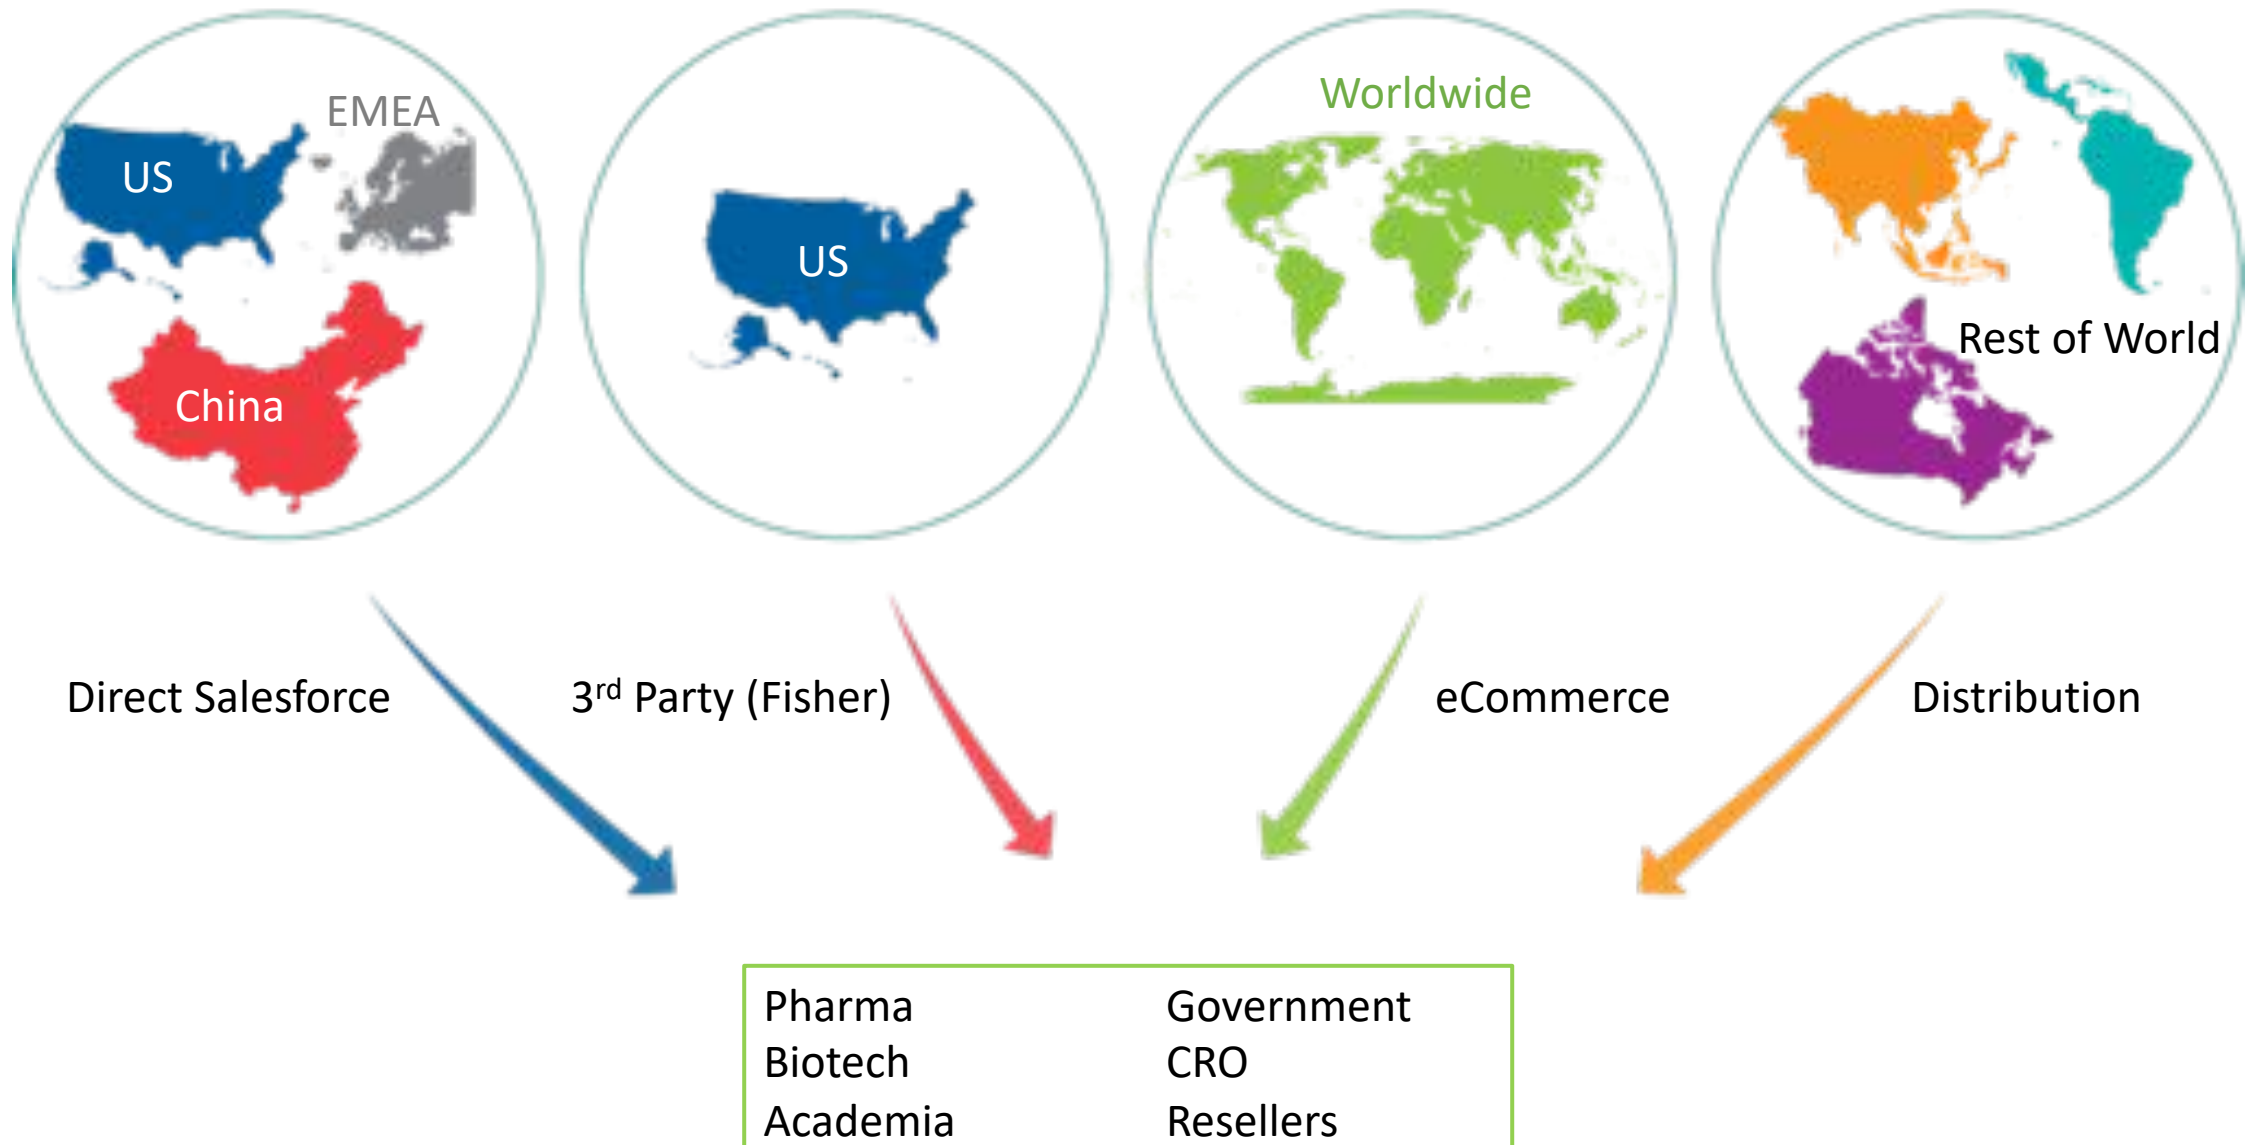 EMEA
US
China
US
Worldwide
Rest of World
Direct Salesforce
3rd Party (Fisher)
eCommerce
Distribution
Pharma
Government
Biotech
CRO
Academia
Resellers